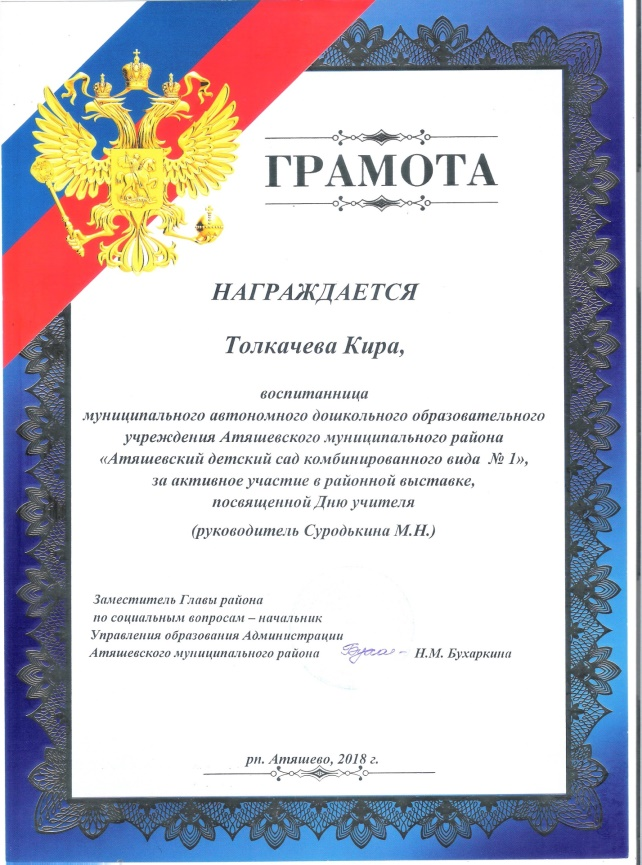 ГРАМОТА
НАГРАЖДАЕТСЯ
Толкачева Кира,
воспитанница
муниципального автономного дошкольного образовательного
учреждения Атяшевского муниципального района
«Атяшевский детский сад комбинированного вида № 1»,
за активное участие в районной выставке,
посвященной Дню учителя
(руководитель Суродькина М.Н.)
Заместитель Главы района
по социальным вопросам – начальник
Управления образования Администрации
Атяшевского муниципального района Н.М. Бухаркина
рп. Атяшево, 2018 г.